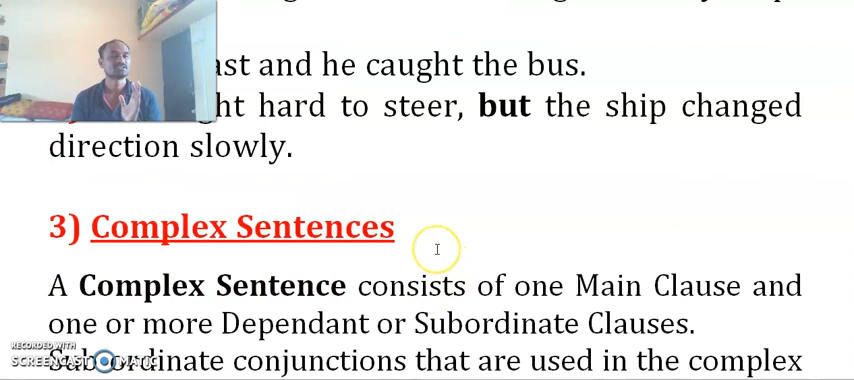 ast and he caught the bus.
ht hard to steer, but the ship changed
direction slowly.
3) Complex Sentences
A Complex Sentence consists of one Main Clause and
one or more Dependant or Subordinate Clauses.
RECORDED WITH
SCREENCAST MATIC
Subordinate conjunctions that are used in the complex